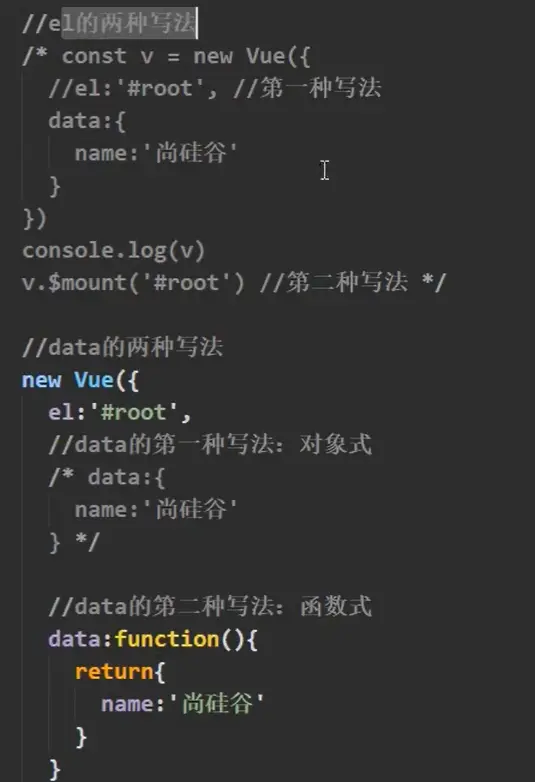 //el的两种写法
/* const v = new Vue({
//el:'#root', //第一种写法
data:{
name:'尚硅谷'
}
})
console.log(v)
v.$mount('#root') //第二种写法 */
//data的两种写法
new Vue({
el:'#root',
//data的第一种写法：对象式
/* data:{
name:'尚硅谷'
} */
//data的第二种写法：函数式
data:function(){
return{
name:'尚硅谷'
}
}